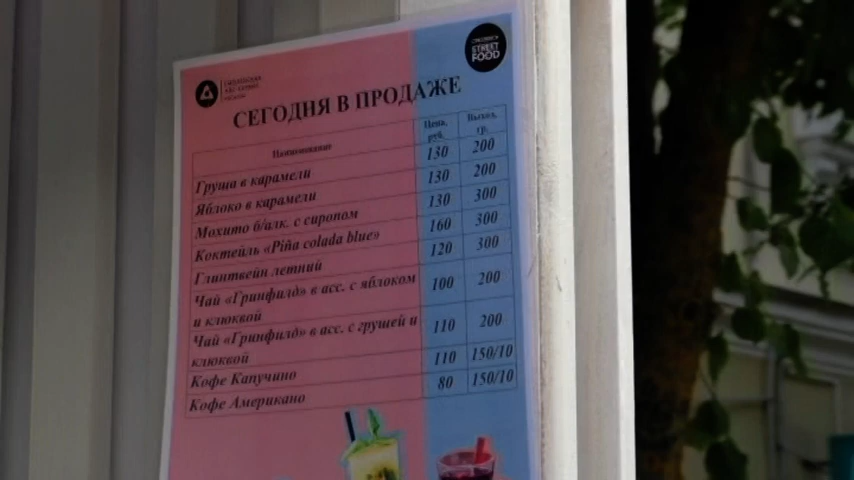 STREET
FOOD
СЕГОДНЯ В ПРОДАЖЕ
Наименование Цена, руб. Выход, гр.
Груша в карамели 130 200
Яблоко в карамели 130 200
Мохито б/алк. с сиропом 130 300
Коктейль «Piña colada blue» 160 300
Глинтвейн летний 120 300
Чай «Гринфилд» в асс. с яблоком 100 200
и клюквой
Чай «Гринфилд» в асс. с грушей и 110 200
клюквой
Кофе Капучино 110 150/10
Кофе Американо 80 150/10